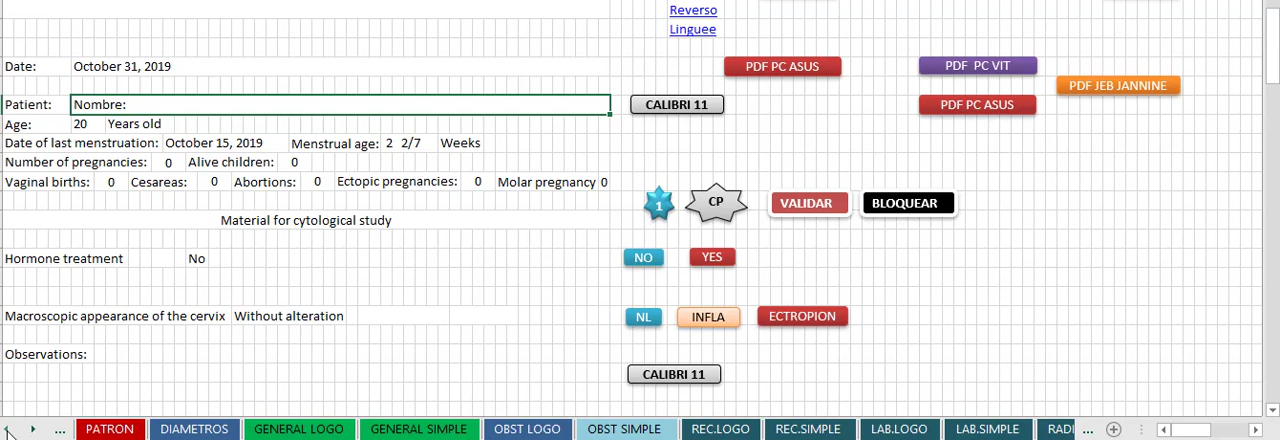 Reverso
Linguee
Date: October 31, 2019 PDF PC ASUS PDF  PC VIT
PDF JEB JANNINE
Patient: Nombre: CALIBRI 11 PDF PC ASUS
Age: 20 Years old
Date of last menstruation: October 15, 2019 Menstrual age: 2 2/7 Weeks
Number of pregnancies: 0 Alive children: 0
Vaginal births: 0 Cesareas: 0 Abortions: 0 Ectopic pregnancies: 0 Molar pregnancy 0
1 CP VALIDAR BLOQUEAR
Material for cytological study
Hormone treatment No NO YES
Macroscopic appearance of the cervix Without alteration NL INFLA ECTROPION
Observations:
CALIBRI 11
... PATRON DIAMETROS GENERAL LOGO GENERAL SIMPLE OBST LOGO OBST SIMPLE REC.LOGO REC.SIMPLE LAB.LOGO LAB.SIMPLE RADI ...